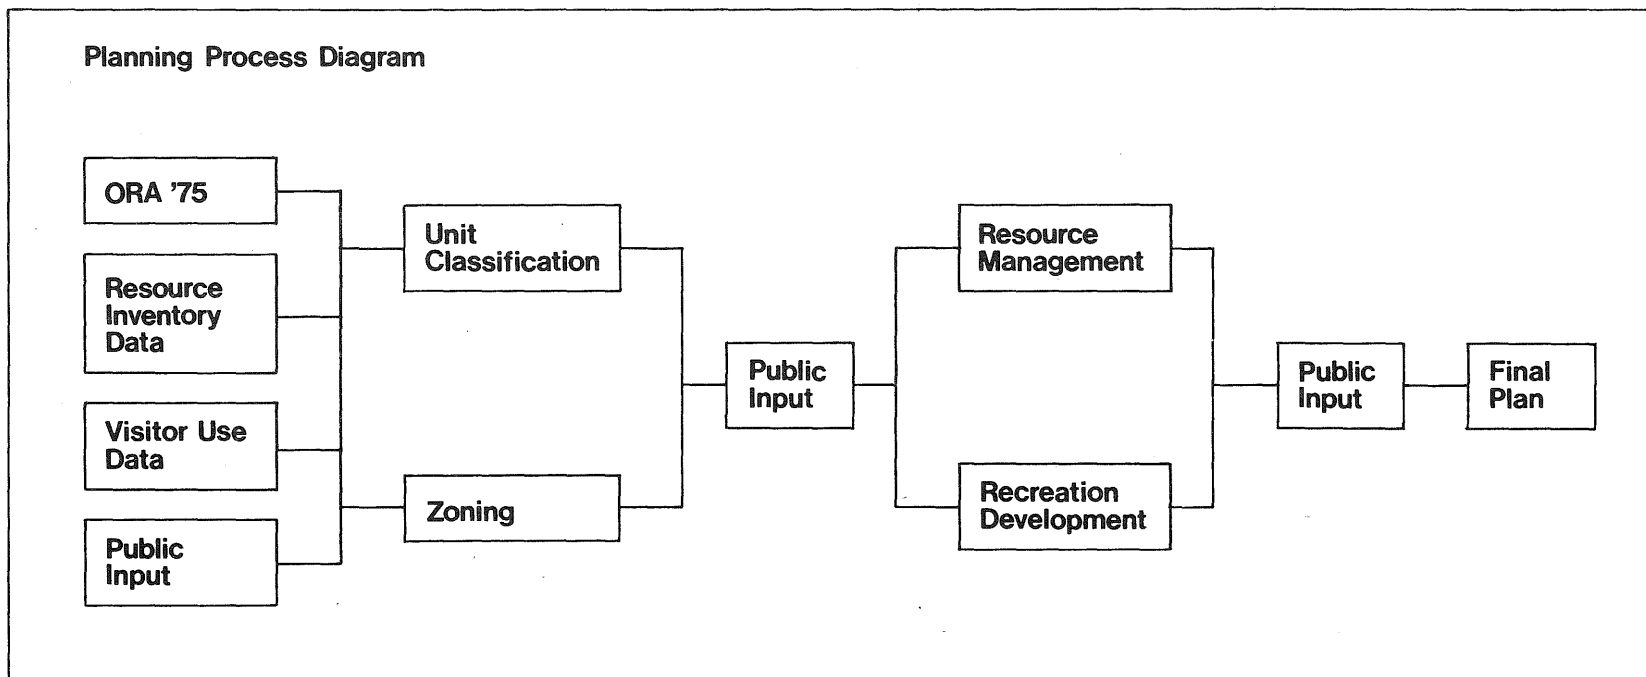 Planning Process Diagram
ORA '75
Resource
Inventory
Data
Visitor Use
Data
Public
Input
Unit
Classification
Zoning
Public
Input
Resource
Management
Recreation
Development
Public
Input
Final
Plan